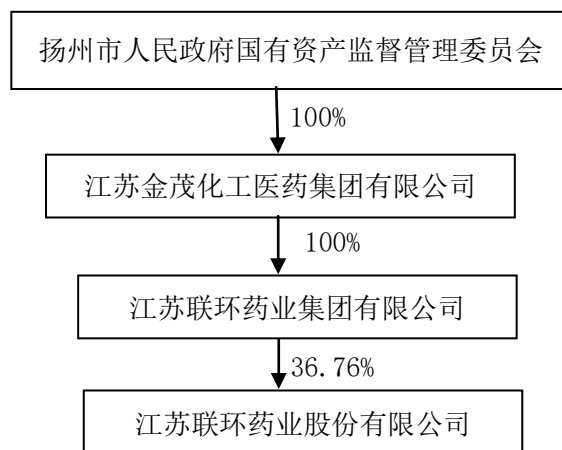 扬州市人民政府国有资产监督管理委员会
100%
江苏金茂化工医药集团有限公司
100%
江苏联环药业集团有限公司
36.76%
江苏联环药业股份有限公司